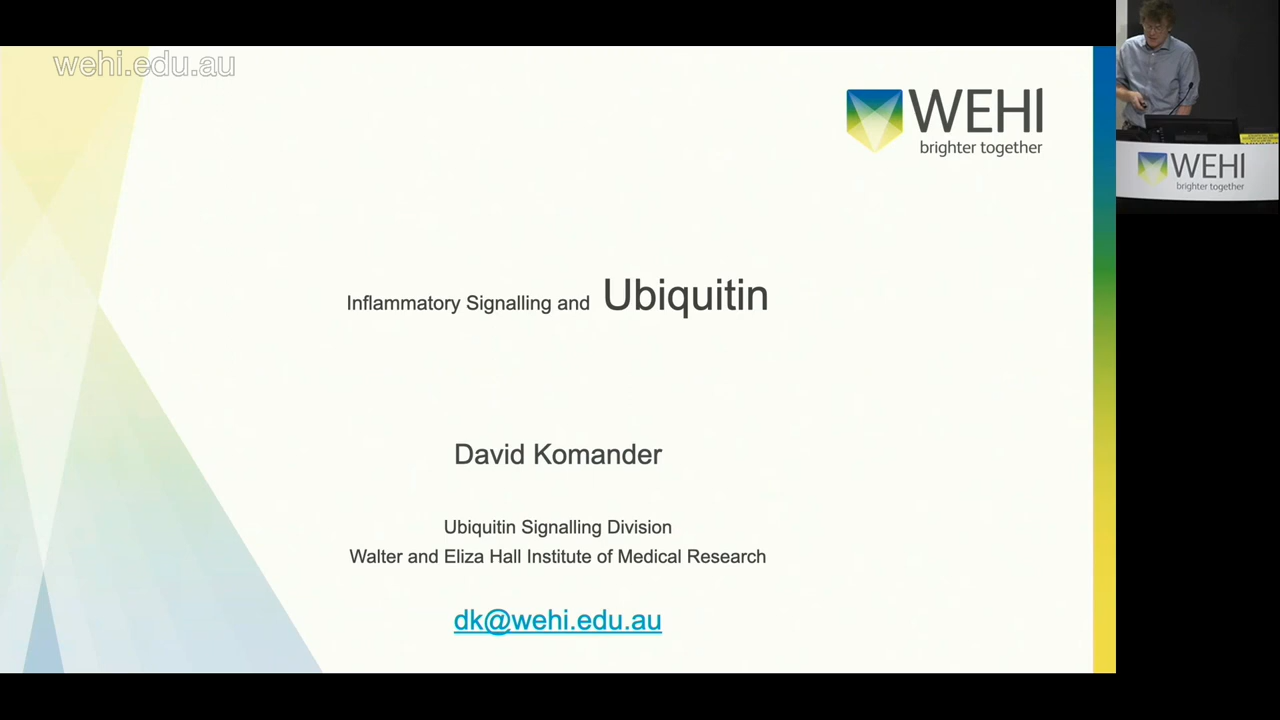 wehi.edu.au
WEHI
brighter together
Inflammatory Signalling and Ubiquitin
David Komander
Ubiquitin Signalling Division
Walter and Eliza Hall Institute of Medical Research
dk@wehi.edu.au
WEHI
brighter together